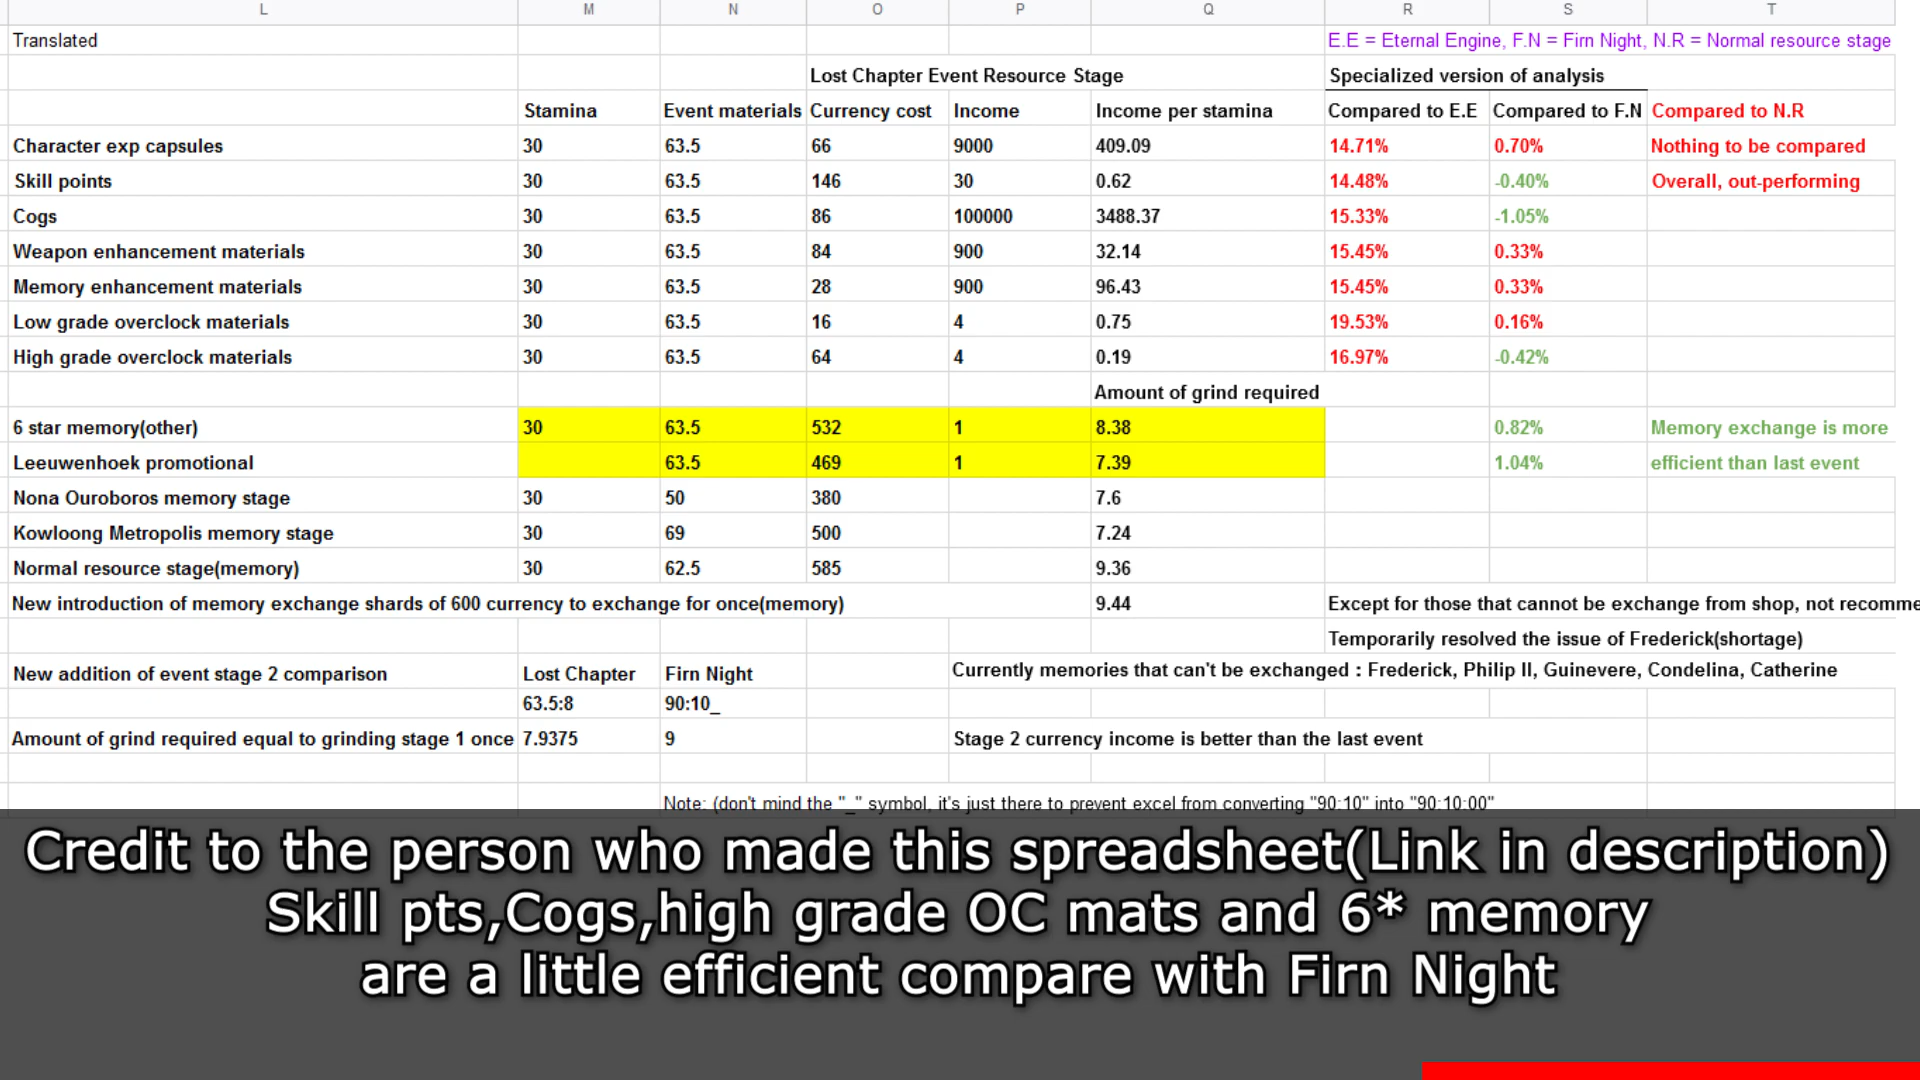 L M N O P Q R S T
Translated E.E = Eternal Engine, F.N = Firn Night, N.R = Normal resource stage
Lost Chapter Event Resource Stage Specialized version of analysis
Stamina Event materials Currency cost Income Income per stamina Compared to E.E Compared to F.N Compared to N.R
Character exp capsules 30 63.5 66 9000 409.09 14.71% 0.70% Nothing to be compared
Skill points 30 63.5 146 30 0.62 14.48% -0.40% Overall, out-performing
Cogs 30 63.5 86 100000 3488.37 15.33% -1.05%
Weapon enhancement materials 30 63.5 84 900 32.14 15.45% 0.33%
Memory enhancement materials 30 63.5 28 900 96.43 15.45% 0.33%
Low grade overclock materials 30 63.5 16 4 0.75 19.53% 0.16%
High grade overclock materials 30 63.5 64 4 0.19 16.97% -0.42%
Amount of grind required
6 star memory(other) 30 63.5 532 1 8.38 0.82% Memory exchange is more
Leeuwenhoek promotional 63.5 469 1 7.39 1.04% efficient than last event
Nona Ouroboros memory stage 30 50 380 7.6
Kowloong Metropolis memory stage 30 69 500 7.24
Normal resource stage(memory) 30 62.5 585 9.36
New introduction of memory exchange shards of 600 currency to exchange for once(memory) 9.44 Except for those that cannot be exchange from shop, not recomme
Temporarily resolved the issue of Frederick(shortage)
New addition of event stage 2 comparison Lost Chapter Firn Night Currently memories that can't be exchanged : Frederick, Philip II, Guinevere, Condelina, Catherine
63.5:8 90:10_
Amount of grind required equal to grinding stage 1 once 7.9375 9 Stage 2 currency income is better than the last event
Note: (don't mind the "_" symbol, it's just there to prevent excel from converting "90:10" into "90:10:00"
Credit to the person who made this spreadsheet(Link in description)
Skill pts,Cogs,high grade OC mats and 6* memory
are a little efficient compare with Firn Night